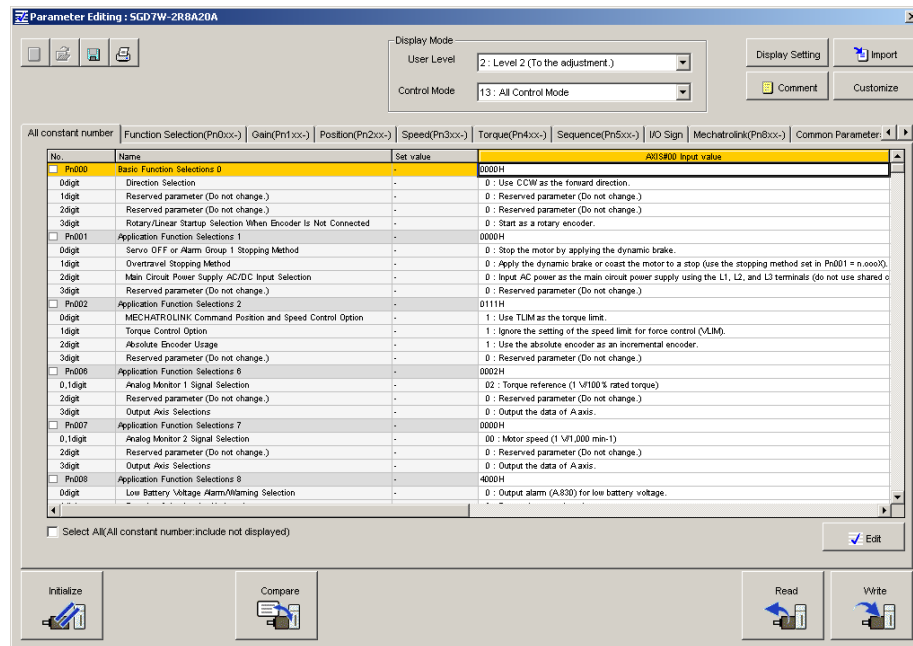 Parameter Editing : SGD7W-2R8A20A
Display Mode
User Level
2 : Level 2 (To the adjustment.)
Control Mode
13 : All Control Mode
Display Setting
Import
Comment
Customize
All constant number Function Selection(Pn0xx-) Gain(Pn1xx-) Position(Pn2xx-) Speed(Pn3xx-) Torque(Pn4xx-) Sequence(Pn5xx-) I/O Sign Mechatrolink(Pn8xx-) Common Parameter
No. Name Set value AXIS#00 Input value
Pn000 Basic Function Selections 0 - 0000H
0digit Direction Selection - 0 : Use CCW as the forward direction.
1digit Reserved parameter (Do not change.) - 0 : Reserved parameter (Do not change.)
2digit Reserved parameter (Do not change.) - 0 : Reserved parameter (Do not change.)
3digit Rotary/Linear Startup Selection When Encoder Is Not Connected - 0 : Start as a rotary encoder.
Pn001 Application Function Selections 1 - 0000H
0digit Servo OFF or Alarm Group 1 Stopping Method - 0 : Stop the motor by applying the dynamic brake.
1digit Overtravel Stopping Method - 0 : Apply the dynamic brake or coast the motor to a stop (use the stopping method set in Pn001 = n.oooX).
2digit Main Circuit Power Supply AC/DC Input Selection - 0 : Input AC power as the main circuit power supply using the L1, L2, and L3 terminals (do not use shared c
3digit Reserved parameter (Do not change.) - 0 : Reserved parameter (Do not change.)
Pn002 Application Function Selections 2 - 0111H
0digit MECHATROLINK Command Position and Speed Control Option - 1 : Use TLIM as the torque limit.
1digit Torque Control Option - 1 : Ignore the setting of the speed limit for force control (VLIM).
2digit Absolute Encoder Usage - 1 : Use the absolute encoder as an incremental encoder.
3digit Reserved parameter (Do not change.) - 0 : Reserved parameter (Do not change.)
Pn006 Application Function Selections 6 - 0002H
0,1digit Analog Monitor 1 Signal Selection - 02 : Torque reference (1 V/100% rated torque)
2digit Reserved parameter (Do not change.) - 0 : Reserved parameter (Do not change.)
3digit Output Axis Selections - 0 : Output the data of A axis.
Pn007 Application Function Selections 7 - 0000H
0,1digit Analog Monitor 2 Signal Selection - 00 : Motor speed (1 V/1,000 min-1)
2digit Reserved parameter (Do not change.) - 0 : Reserved parameter (Do not change.)
3digit Output Axis Selections - 0 : Output the data of A axis.
Pn008 Application Function Selections 8 - 4000H
0digit Low Battery Voltage Alarm/Warning Selection - 0 : Output alarm (A.830) for low battery voltage.
Select All(All constant number:include not displayed)
Edit
Initialize
Compare
Read
Write